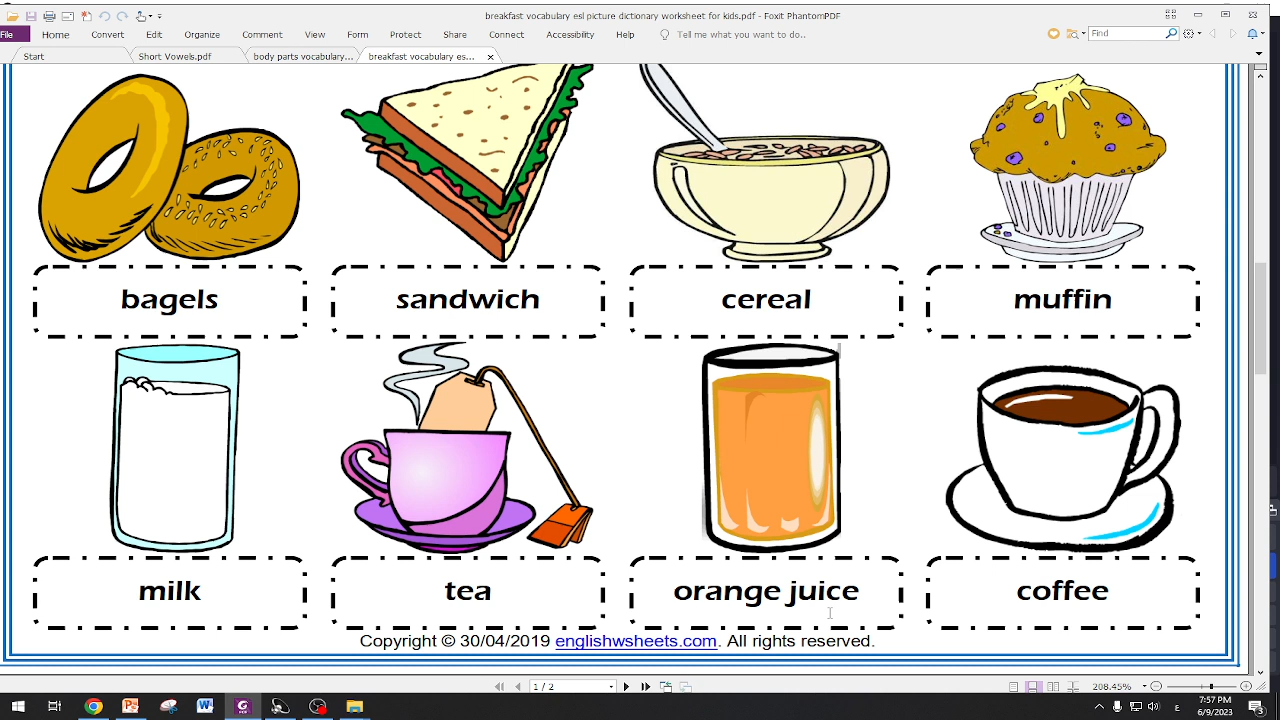 breakfast vocabulary esl picture dictionary worksheet for kids.pdf - Foxit PhantomPDF
File Home Convert Edit Organize Comment View Form Protect Share Connect Accessibility Help Tell me what you want to do.. Find
Start Short Vowels.pdf body parts vocabulary... breakfast vocabulary es...
bagels sandwich cereal muffin
milk tea orange juice coffee
Copyright © 30/04/2019 englishwsheets.com. All rights reserved.
1 / 2 208.45%
7:57 PM
6/9/2023